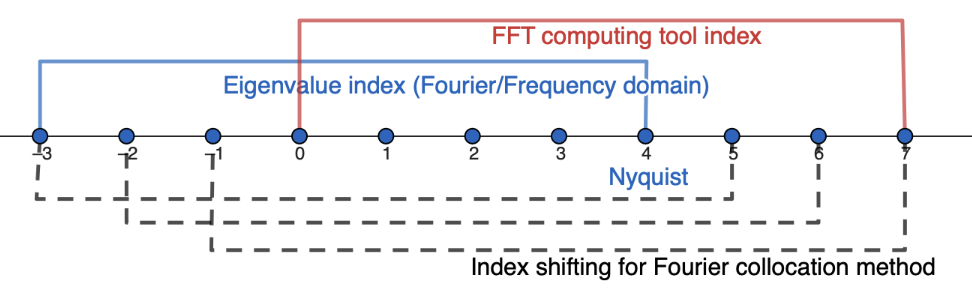 FFT computing tool index
Eigenvalue index (Fourier/Frequency domain)
-3 -2 -1 0 1 2 3 4 5 6 7
Nyquist
Index shifting for Fourier collocation method